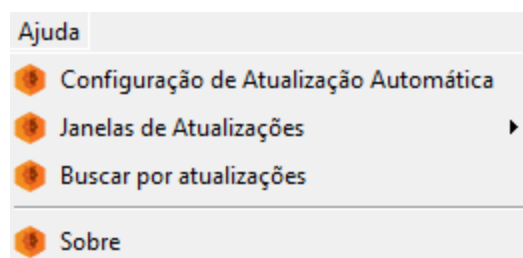 Ajuda
Configuração de Atualização Automática
Janelas de Atualizações
Buscar por atualizações
Sobre